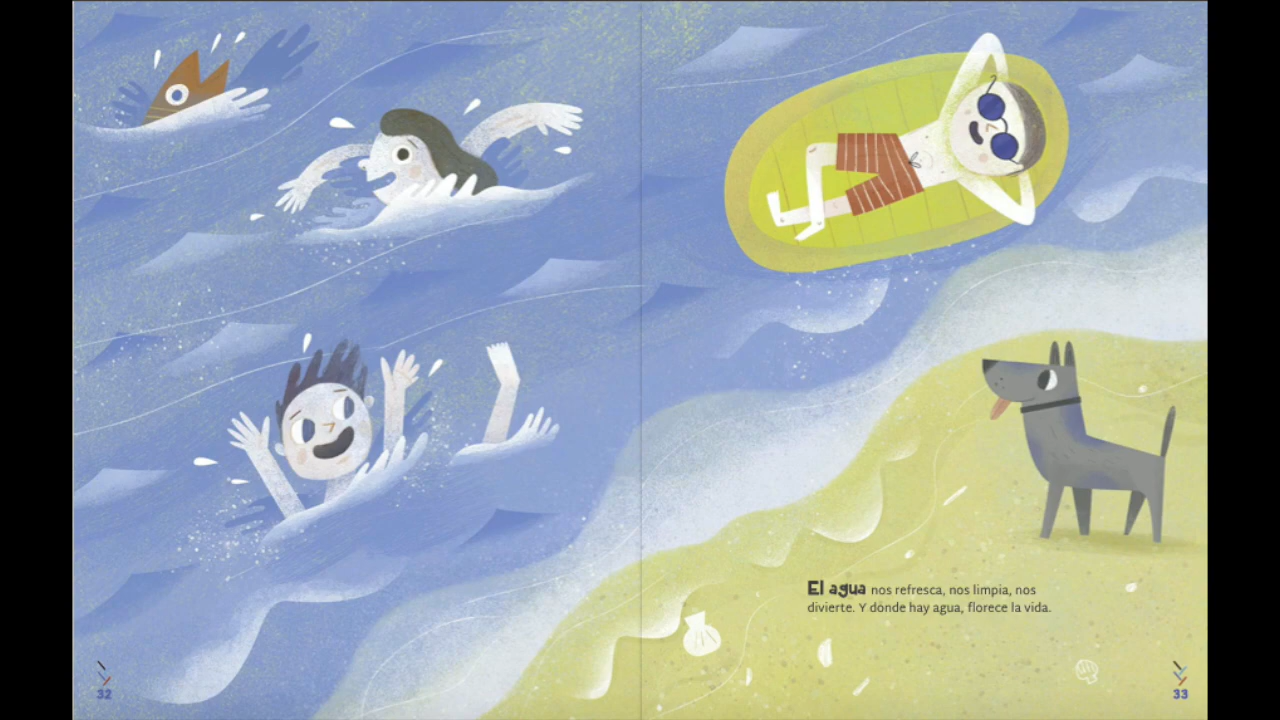 El agua nos refresca, nos limpia, nos
divierte. Y donde hay agua, florece la vida.
32
33